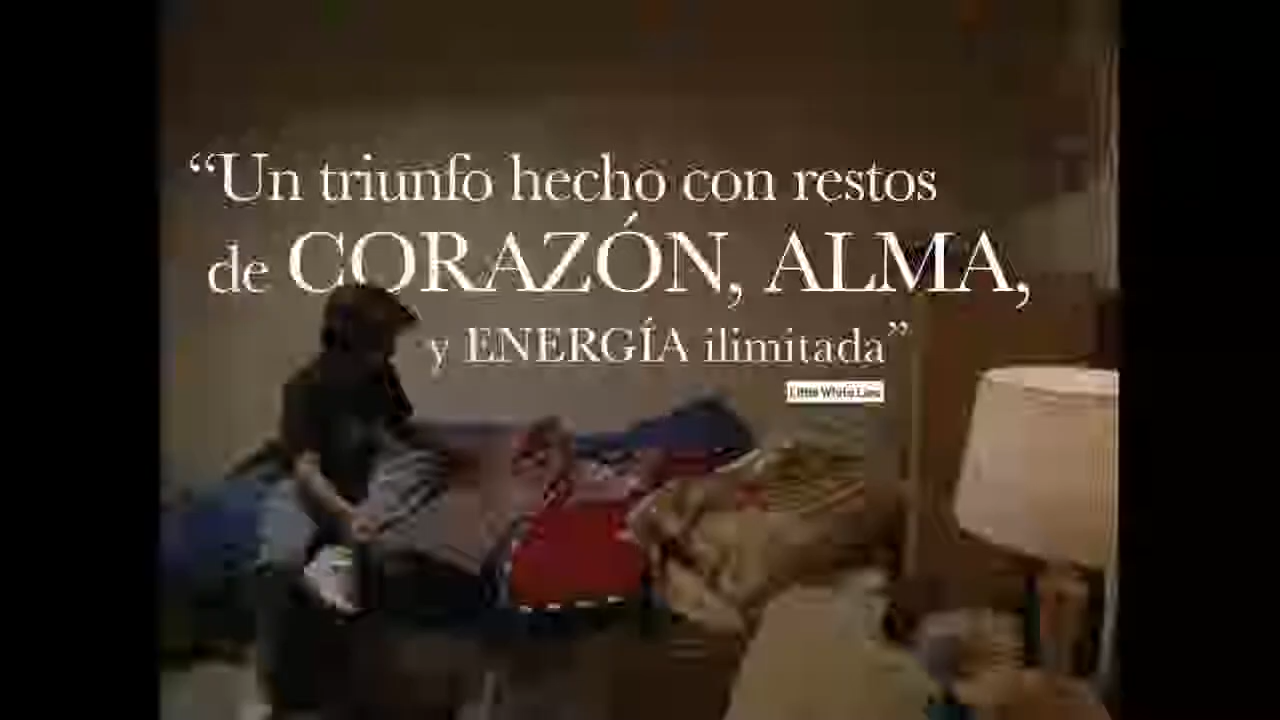 “Un triunfo hecho con restos
de CORAZÓN, ALMA,
y ENERGÍA ilimitada”
Little White Lies